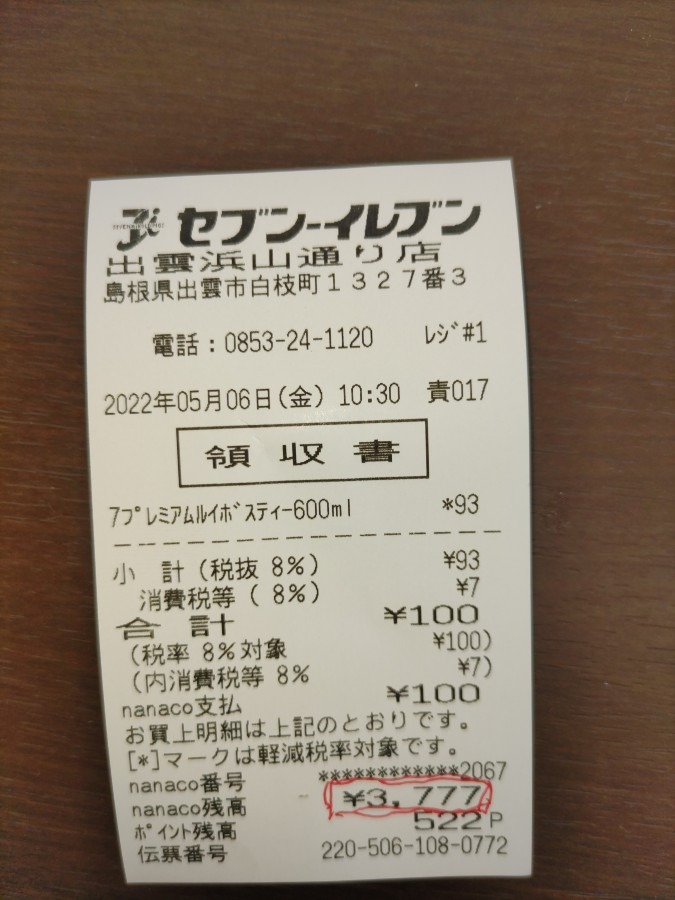 セブン-イレブン
出雲浜山通り店
島根県出雲市白枝町1327番3
電話：0853-24-1120 レジ#1
2022年05月06日(金) 10:30 責017
領収書
7プレミアムルイボスティー600ml *93
小 計(税抜 8%) ¥93
消費税等( 8%) ¥7
合 計 ¥100
(税率 8%対象 ¥100)
(内消費税等 8% ¥7)
nanaco支払 ¥100
お買上明細は上記のとおりです。
[*]マークは軽減税率対象です。
nanaco番号 ************2067
nanaco残高 ¥3,777
ポイント残高 522P
伝票番号 220-506-108-0772